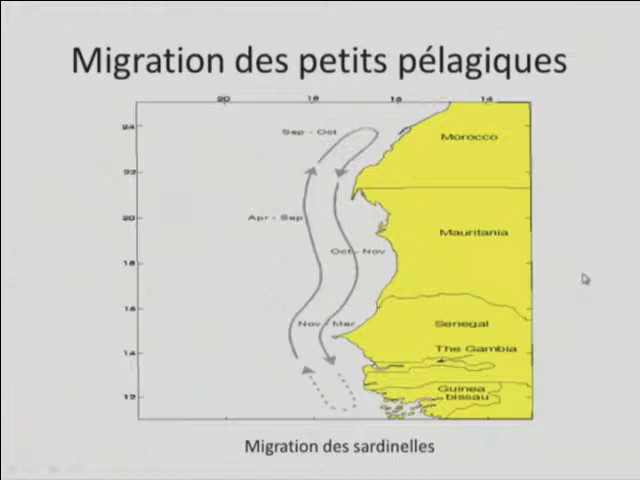 Migration des petits pélagiques
20
18
16
14
24
Sep - Oct
Morocco
22
20
Apr - Sep
Mauritania
Oct - Nov
18
16
Nov - Mar
Senegal
The Gambia
14
Guinea
bissau
12
Migration des sardinelles